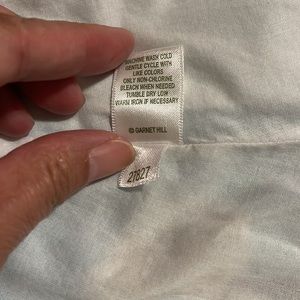 MACHINE WASH COLD
GENTLE CYCLE WITH
LIKE COLORS
ONLY NON-CHLORINE
BLEACH WHEN NEEDED
TUMBLE DRY LOW
WARM IRON IF NECESSARY
© GARNET HILL
27827